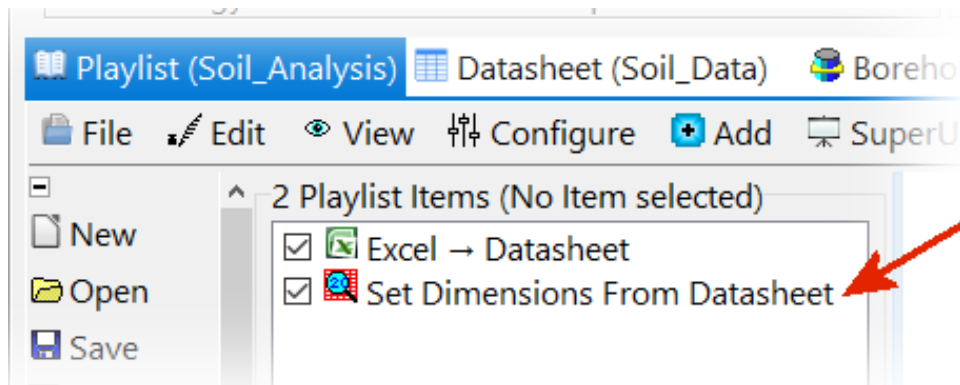 Playlist (Soil_Analysis) Datasheet (Soil_Data)
File Edit View Configure Add
2 Playlist Items (No Item selected)
New
Excel → Datasheet
Open
Set Dimensions From Datasheet
Save